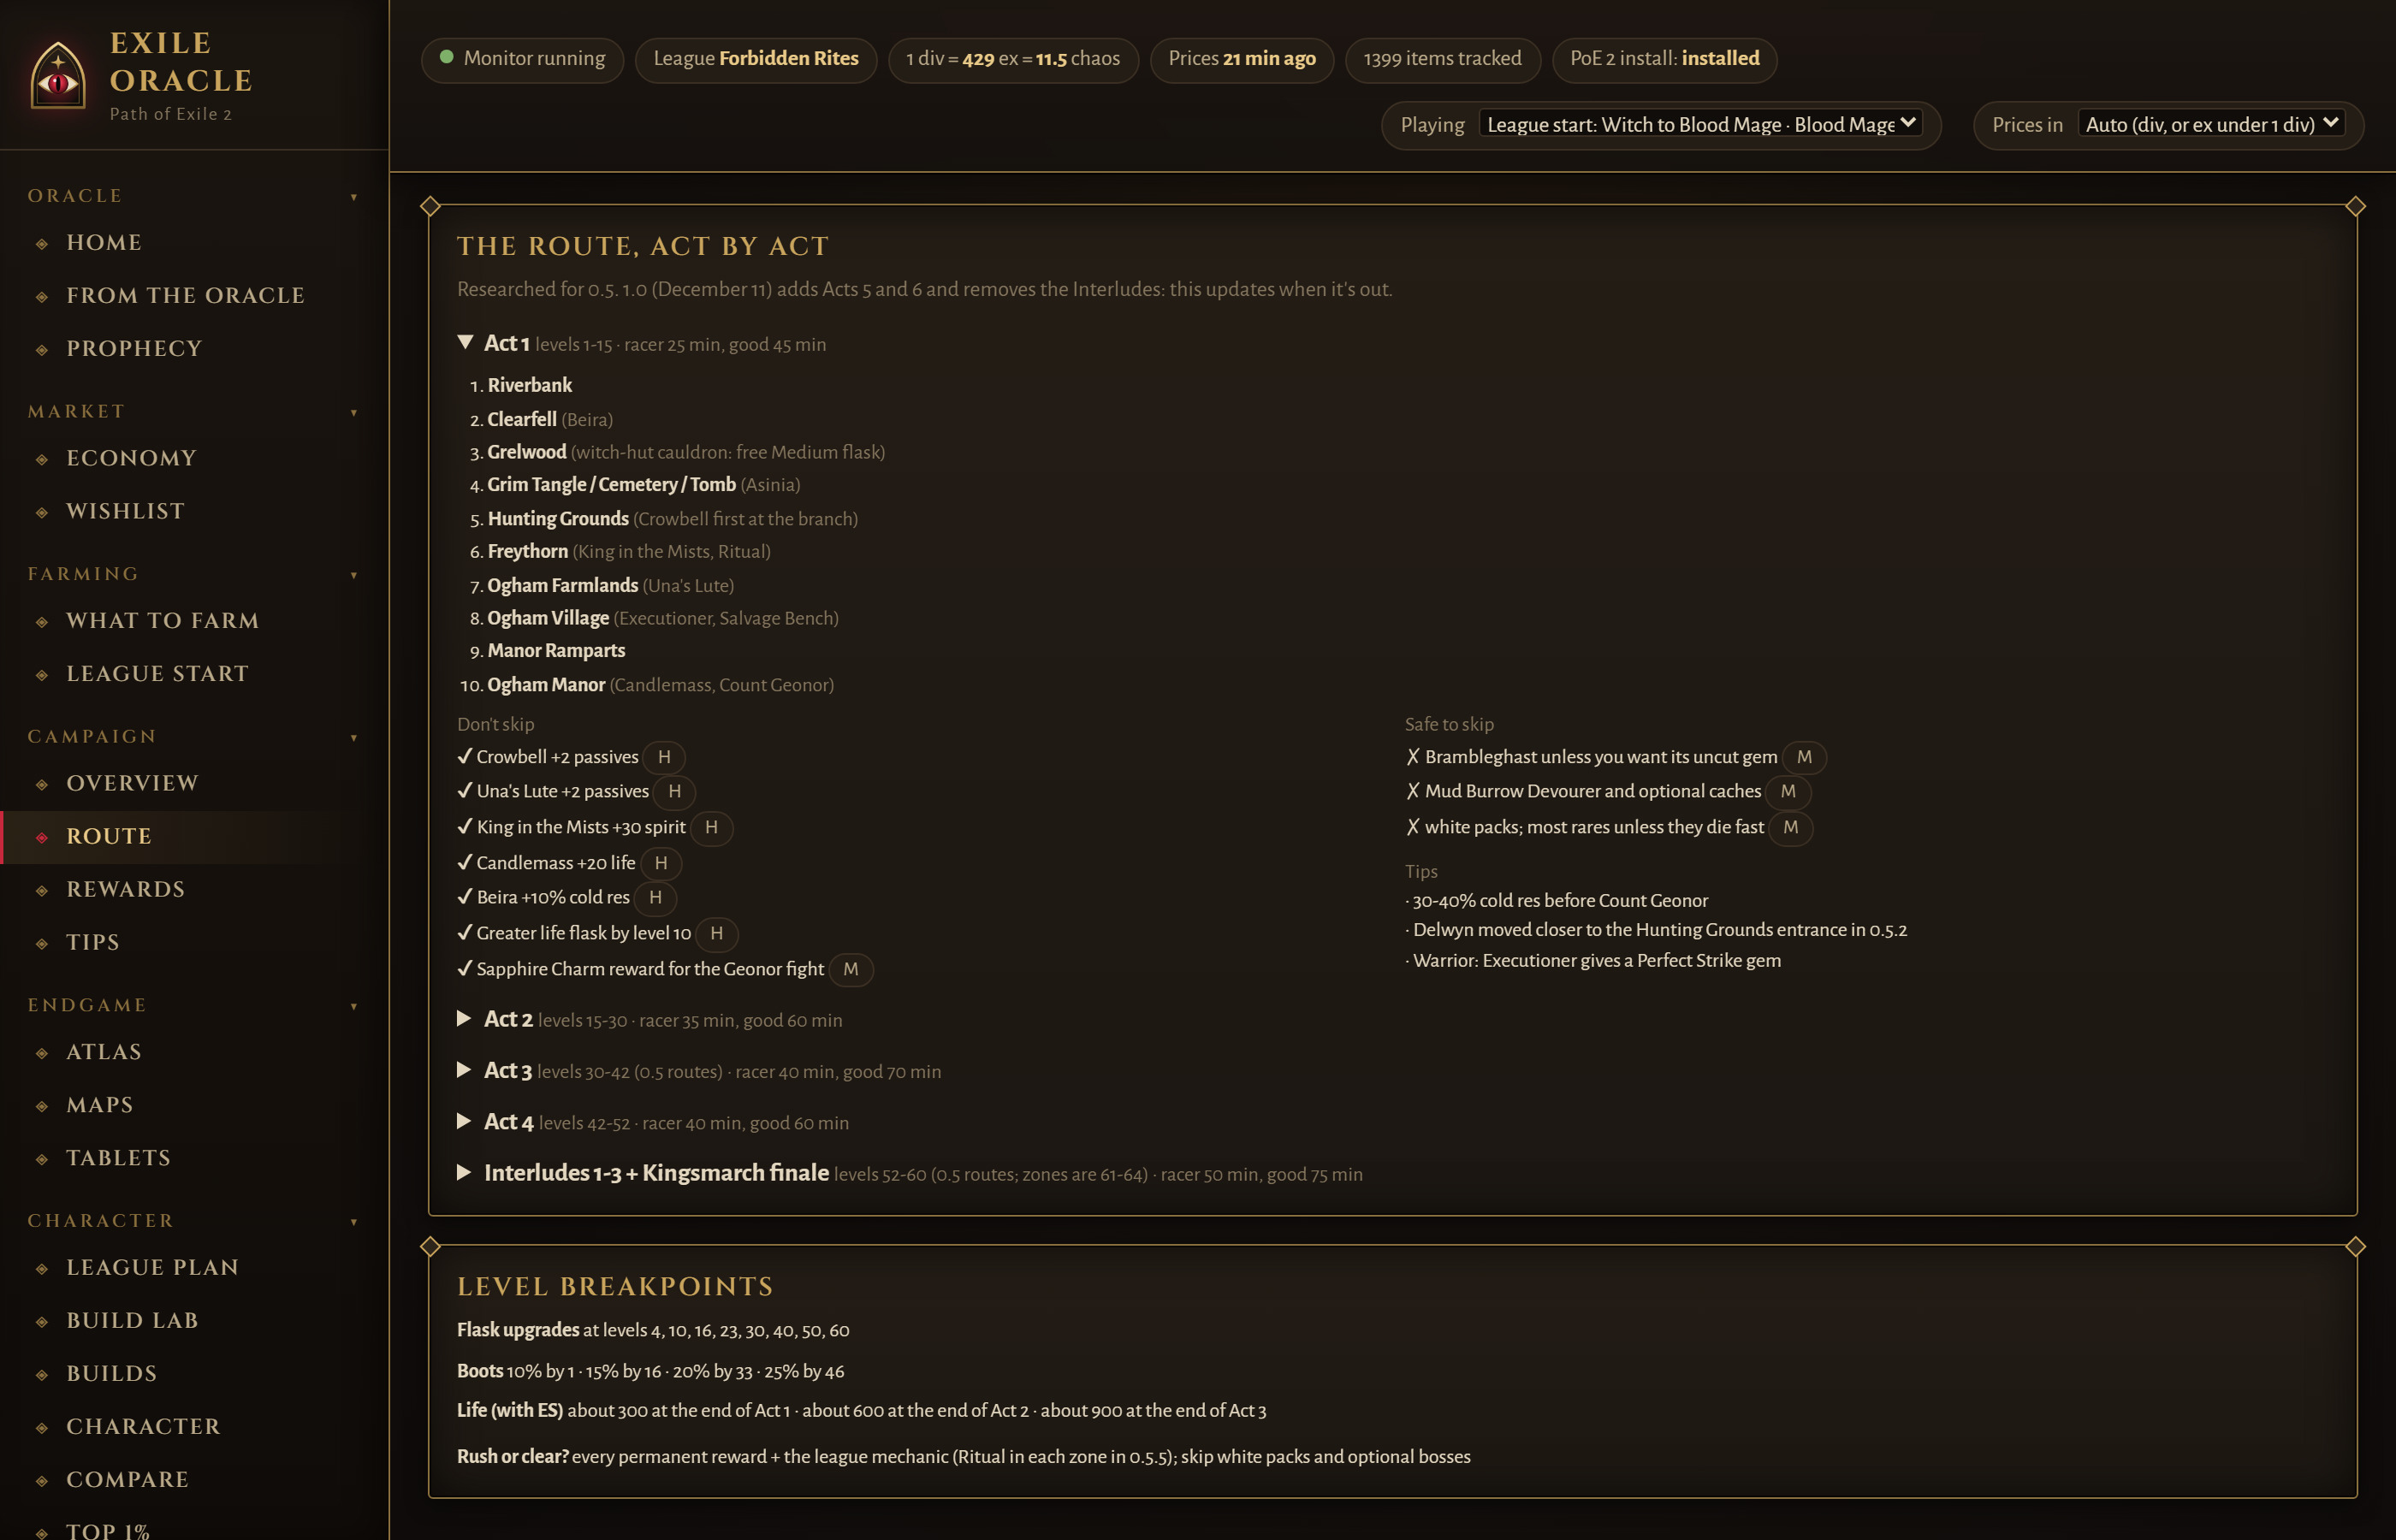 EXILE
ORACLE
Path of Exile 2
ORACLE
HOME
FROM THE ORACLE
PROPHECY
MARKET
ECONOMY
WISHLIST
FARMING
WHAT TO FARM
LEAGUE START
CAMPAIGN
OVERVIEW
ROUTE
REWARDS
TIPS
ENDGAME
ATLAS
MAPS
TABLETS
CHARACTER
LEAGUE PLAN
BUILD LAB
BUILDS
CHARACTER
COMPARE
TOP 1%
Monitor running
League Forbidden Rites
1 div = 429 ex = 11.5 chaos
Prices 21 min ago
1399 items tracked
PoE 2 install: installed
Playing League start: Witch to Blood Mage · Blood Mage
Prices in Auto (div, or ex under 1 div)
THE ROUTE, ACT BY ACT
Researched for 0.5. 1.0 (December 11) adds Acts 5 and 6 and removes the Interludes: this updates when it's out.
Act 1 levels 1-15 · racer 25 min, good 45 min
1. Riverbank
2. Clearfell (Beira)
3. Grelwood (witch-hut cauldron: free Medium flask)
4. Grim Tangle / Cemetery / Tomb (Asinia)
5. Hunting Grounds (Crowbell first at the branch)
6. Freythorn (King in the Mists, Ritual)
7. Ogham Farmlands (Una's Lute)
8. Ogham Village (Executioner, Salvage Bench)
9. Manor Ramparts
10. Ogham Manor (Candlemass, Count Geonor)
Don't skip
✓ Crowbell +2 passives H
✓ Una's Lute +2 passives H
✓ King in the Mists +30 spirit H
✓ Candlemass +20 life H
✓ Beira +10% cold res H
✓ Greater life flask by level 10 H
✓ Sapphire Charm reward for the Geonor fight M
Safe to skip
✗ Brambleghast unless you want its uncut gem M
✗ Mud Burrow Devourer and optional caches M
✗ white packs; most rares unless they die fast M
Tips
· 30-40% cold res before Count Geonor
· Delwyn moved closer to the Hunting Grounds entrance in 0.5.2
· Warrior: Executioner gives a Perfect Strike gem
Act 2 levels 15-30 · racer 35 min, good 60 min
Act 3 levels 30-42 (0.5 routes) · racer 40 min, good 70 min
Act 4 levels 42-52 · racer 40 min, good 60 min
Interludes 1-3 + Kingsmarch finale levels 52-60 (0.5 routes; zones are 61-64) · racer 50 min, good 75 min
LEVEL BREAKPOINTS
Flask upgrades at levels 4, 10, 16, 23, 30, 40, 50, 60
Boots 10% by 1 · 15% by 16 · 20% by 33 · 25% by 46
Life (with ES) about 300 at the end of Act 1 · about 600 at the end of Act 2 · about 900 at the end of Act 3
Rush or clear? every permanent reward + the league mechanic (Ritual in each zone in 0.5.5); skip white packs and optional bosses